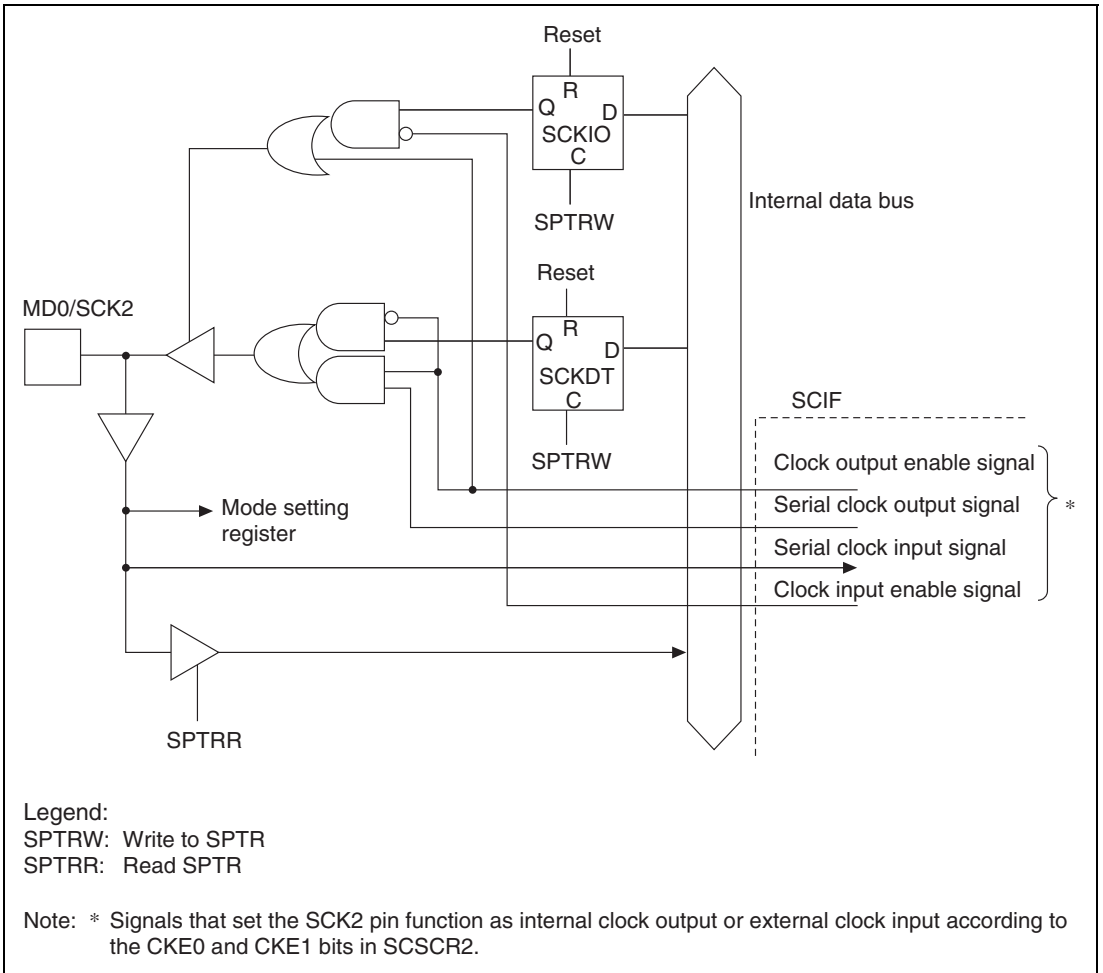 Reset
R
Q
D
SCKIO
C
SPTRW
Internal data bus
Reset
MD0/SCK2
R
Q
D
SCKDT
C
SPTRW
SCIF
Clock output enable signal
Serial clock output signal
*
Mode setting
register
Serial clock input signal
Clock input enable signal
SPTRR
Legend:
SPTRW: Write to SPTR
SPTRR: Read SPTR
Note: * Signals that set the SCK2 pin function as internal clock output or external clock input according to
the CKE0 and CKE1 bits in SCSCR2.